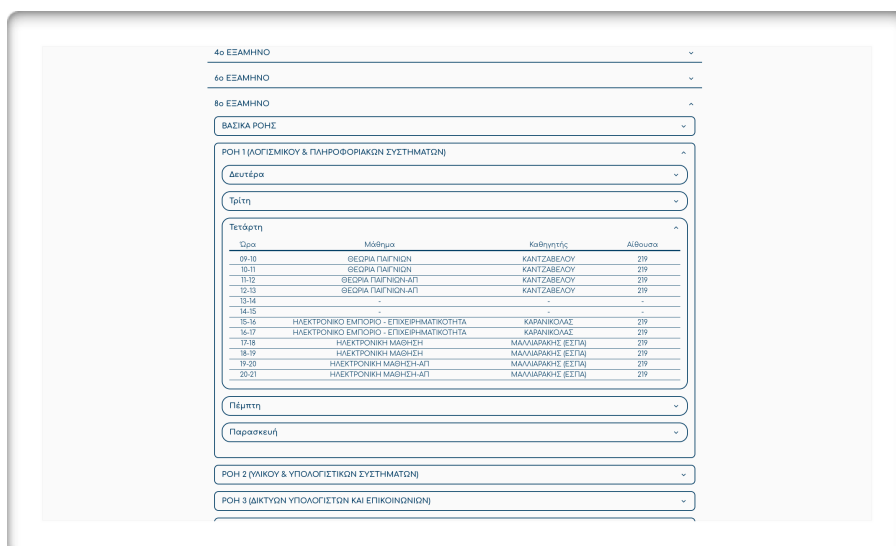 4ο ΕΞΑΜΗΝΟ
6ο ΕΞΑΜΗΝΟ
8ο ΕΞΑΜΗΝΟ
ΒΑΣΙΚΑ ΡΟΗΣ
ΡΟΗ 1 (ΛΟΓΙΣΜΙΚΟΥ & ΠΛΗΡΟΦΟΡΙΑΚΩΝ ΣΥΣΤΗΜΑΤΩΝ)
Δευτέρα
Τρίτη
Τετάρτη
Ώρα Μάθημα Καθηγητής Αίθουσα
09-10 ΘΕΩΡΙΑ ΠΑΙΓΝΙΩΝ ΚΑΝΤΖΑΒΕΛΟΥ 219
10-11 ΘΕΩΡΙΑ ΠΑΙΓΝΙΩΝ ΚΑΝΤΖΑΒΕΛΟΥ 219
11-12 ΘΕΩΡΙΑ ΠΑΙΓΝΙΩΝ-ΑΠ ΚΑΝΤΖΑΒΕΛΟΥ 219
12-13 ΘΕΩΡΙΑ ΠΑΙΓΝΙΩΝ-ΑΠ ΚΑΝΤΖΑΒΕΛΟΥ 219
13-14 - - -
14-15 - - -
15-16 ΗΛΕΚΤΡΟΝΙΚΟ ΕΜΠΟΡΙΟ - ΕΠΙΧΕΙΡΗΜΑΤΙΚΟΤΗΤΑ ΚΑΡΑΝΙΚΟΛΑΣ 219
16-17 ΗΛΕΚΤΡΟΝΙΚΟ ΕΜΠΟΡΙΟ - ΕΠΙΧΕΙΡΗΜΑΤΙΚΟΤΗΤΑ ΚΑΡΑΝΙΚΟΛΑΣ 219
17-18 ΗΛΕΚΤΡΟΝΙΚΗ ΜΑΘΗΣΗ ΜΑΛΛΙΑΡΑΚΗΣ (ΕΣΠΑ) 219
18-19 ΗΛΕΚΤΡΟΝΙΚΗ ΜΑΘΗΣΗ ΜΑΛΛΙΑΡΑΚΗΣ (ΕΣΠΑ) 219
19-20 ΗΛΕΚΤΡΟΝΙΚΗ ΜΑΘΗΣΗ-ΑΠ ΜΑΛΛΙΑΡΑΚΗΣ (ΕΣΠΑ) 219
20-21 ΗΛΕΚΤΡΟΝΙΚΗ ΜΑΘΗΣΗ-ΑΠ ΜΑΛΛΙΑΡΑΚΗΣ (ΕΣΠΑ) 219
Πέμπτη
Παρασκευή
ΡΟΗ 2 (ΥΛΙΚΟΥ & ΥΠΟΛΟΓΙΣΤΙΚΩΝ ΣΥΣΤΗΜΑΤΩΝ)
ΡΟΗ 3 (ΔΙΚΤΥΩΝ ΥΠΟΛΟΓΙΣΤΩΝ ΚΑΙ ΕΠΙΚΟΙΝΩΝΙΩΝ)